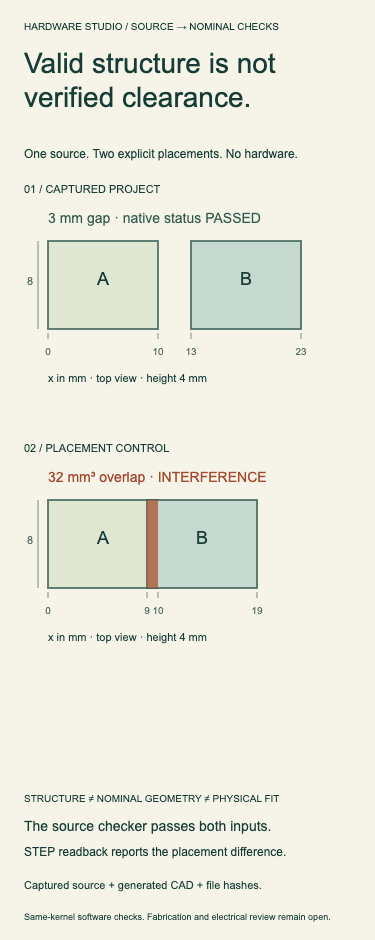 HARDWARE STUDIO / SOURCE → NOMINAL CHECKS
Valid structure is not
verified clearance.
One source. Two explicit placements. No hardware.
01 / CAPTURED PROJECT
3 mm gap · native status PASSED
A
B
8
0
10
13
23
x in mm · top view · height 4 mm
02 / PLACEMENT CONTROL
32 mm³ overlap · INTERFERENCE
A
B
8
0
9
10
19
x in mm · top view · height 4 mm
STRUCTURE ≠ NOMINAL GEOMETRY ≠ PHYSICAL FIT
The source checker passes both inputs.
STEP readback reports the placement difference.
Captured source + generated CAD + file hashes.
Same-kernel software checks. Fabrication and electrical review remain open.